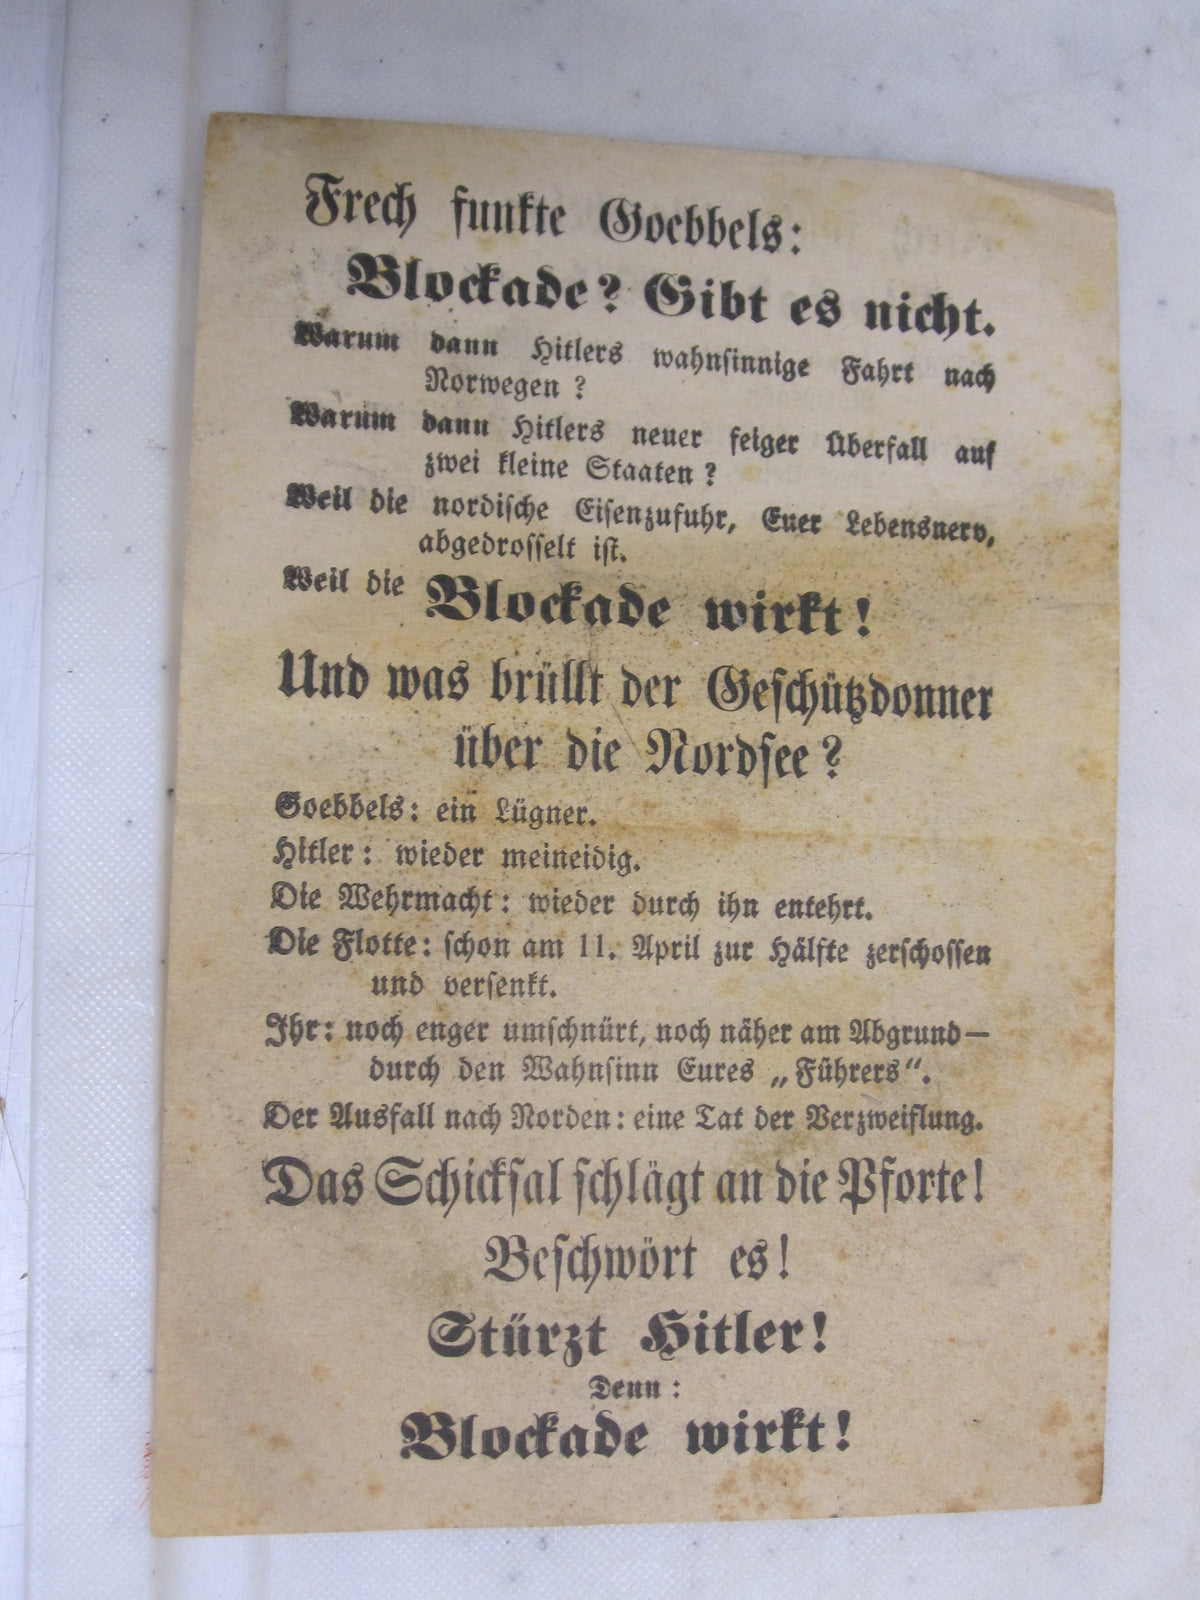 Frech funkte Goebbels:
Blockade? Gibt es nicht.
Warum dann Hitlers wahnsinnige Fahrt nach
Norwegen?
Warum dann Hitlers neuer feiger Überfall auf
zwei kleine Staaten?
Weil die nordische Eisenzufuhr, Euer Lebensnerv,
abgedrosselt ist.
Weil die Blockade wirkt!
Und was brüllt der Geschützdonner
über die Nordsee?
Goebbels: ein Lügner.
Hitler: wieder meineidig.
Die Wehrmacht: wieder durch ihn entehrt.
Die Flotte: schon am 11. April zur Hälfte zerschossen
und versenkt.
Ihr: noch enger umschnürt, noch näher am Abgrund—
durch den Wahnsinn Eures „Führers“.
Der Ausfall nach Norden: eine Tat der Verzweiflung.
Das Schicksal schlägt an die Pforte!
Beschwört es!
Stürzt Hitler!
Denn:
Blockade wirkt!